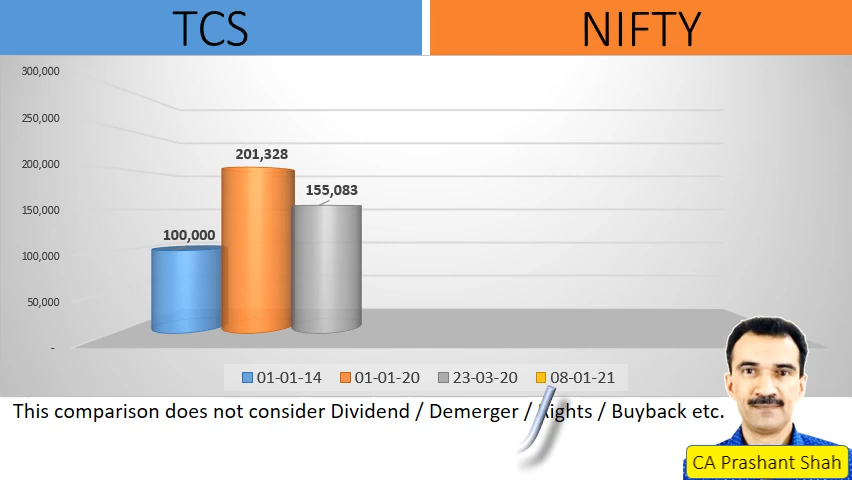 TCS
NIFTY
300,000
250,000
200,000
150,000
100,000
50,000
-
201,328
155,083
100,000
01-01-14 01-01-20 23-03-20 08-01-21
This comparison does not consider Dividend / Demerger / Rights / Buyback etc.
CA Prashant Shah